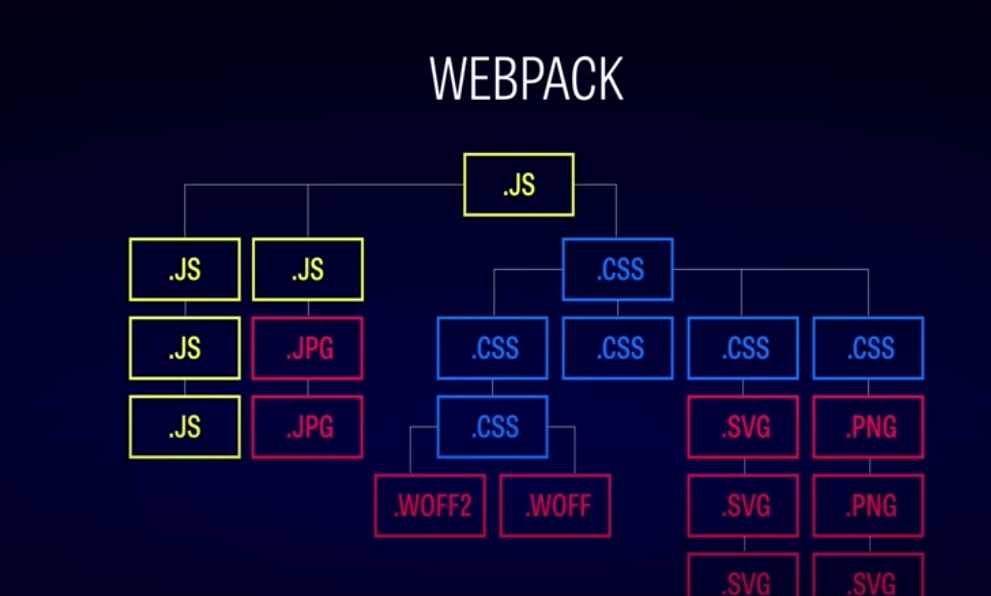 WEBPACK
.JS
.JS .JS .CSS
.JS .JPG .CSS .CSS .CSS .CSS
.JS .JPG .CSS .SVG .PNG
.WOFF2 .WOFF .SVG .PNG
.SVG .SVG